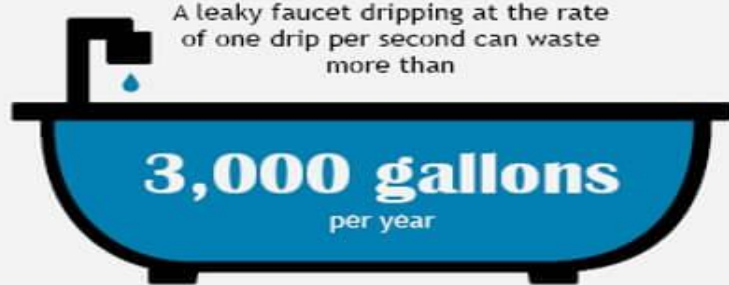 A leaky faucet dripping at the rate
of one drip per second can waste
more than
3,000 gallons
per year